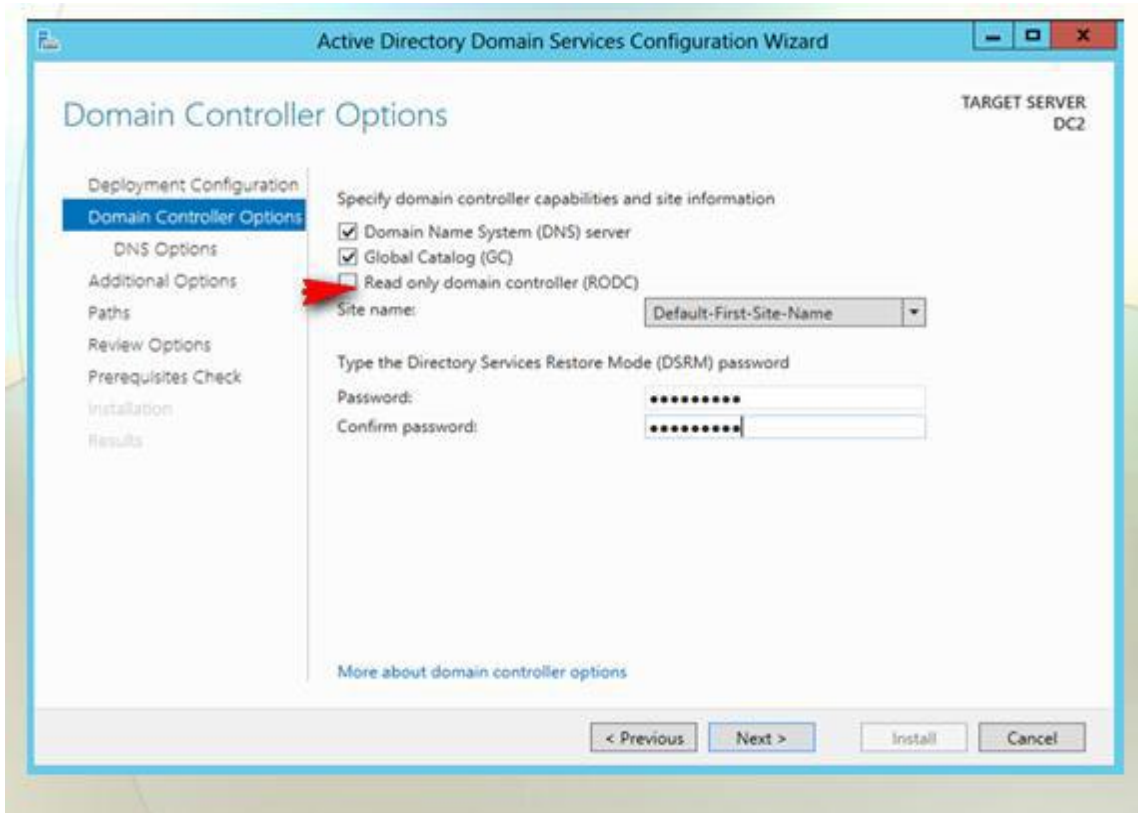 Active Directory Domain Services Configuration Wizard
Domain Controller Options
TARGET SERVER
DC2
Deployment Configuration
Domain Controller Options
DNS Options
Additional Options
Paths
Review Options
Prerequisites Check
Installation
Results
Specify domain controller capabilities and site information
Domain Name System (DNS) server
Global Catalog (GC)
Read only domain controller (RODC)
Site name: Default-First-Site-Name
Type the Directory Services Restore Mode (DSRM) password
Password: •••••••••
Confirm password: •••••••••
More about domain controller options
< Previous Next > Install Cancel